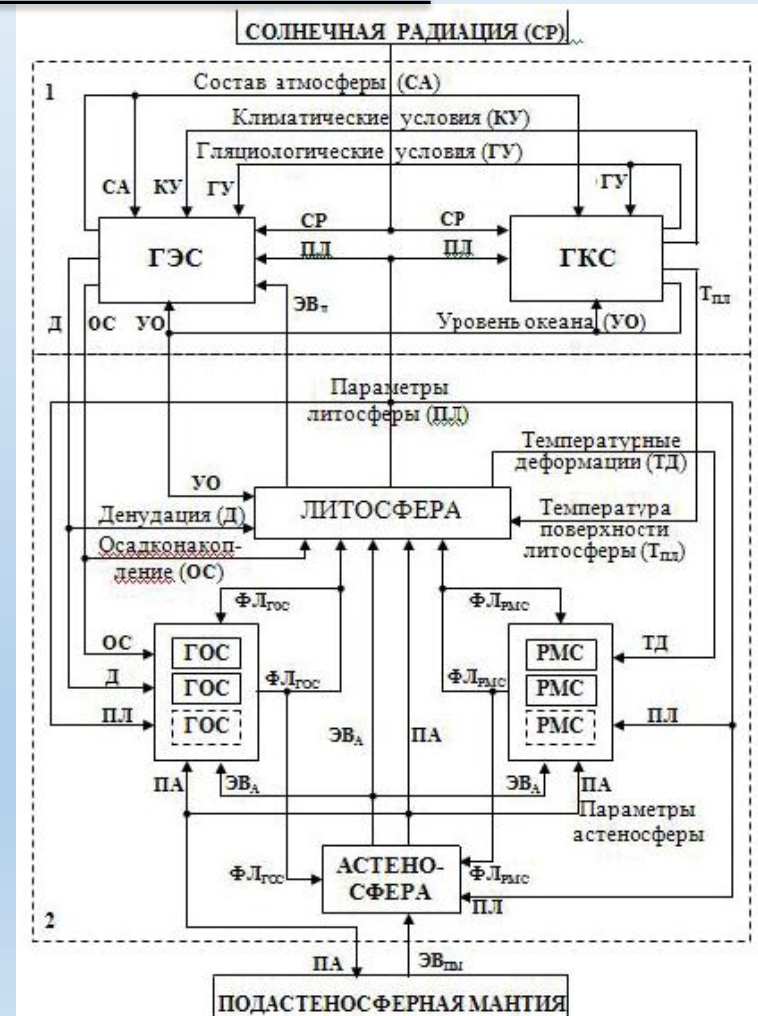 СОЛНЕЧНАЯ РАДИАЦИЯ (СР)
1
Состав атмосферы (СА)
Климатические условия (КУ)
Гляциологические условия (ГУ)
СА КУ ГУ ГУ
СР СР
ГЭС ПЛ ПЛ ГКС
ЭВ Tпл
Д ОС УО Уровень океана (УО)
Параметры
литосферы (ПЛ)
Температурные
деформации (ТД)
УО
ЛИТОСФЕРА
Денудация (Д)
Осадконакоп-
ление (ОС)
Температура
поверхности
литосферы (Tпл)
ФЛГОС ФЛРМС
ОС ГОС РМС ТД
Д ГОС ФЛГОС ФЛРМС РМС
ПЛ ГОС ЭВА ПА РМС ПЛ
ПА ЭВА ЭВА ПА
Параметры
астеносферы
ФЛГОС АСТЕНО-
СФЕРА ФЛРМС
ПЛ
2
ПА ЭВПМ
ПОДАСТЕНОСФЕРНАЯ МАНТИЯ